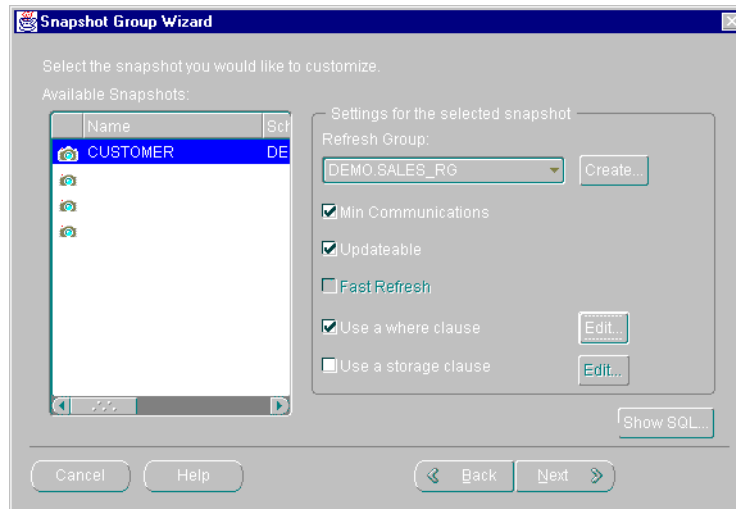 Snapshot Group Wizard
Select the snapshot you would like to customize.
Available Snapshots:
Name Sch
CUSTOMER DE
Settings for the selected snapshot
Refresh Group:
DEMO.SALES_RG Create...
Min Communications
Updateable
Fast Refresh
Use a where clause Edit...
Use a storage clause Edit...
Show SQL...
Cancel Help Back Next